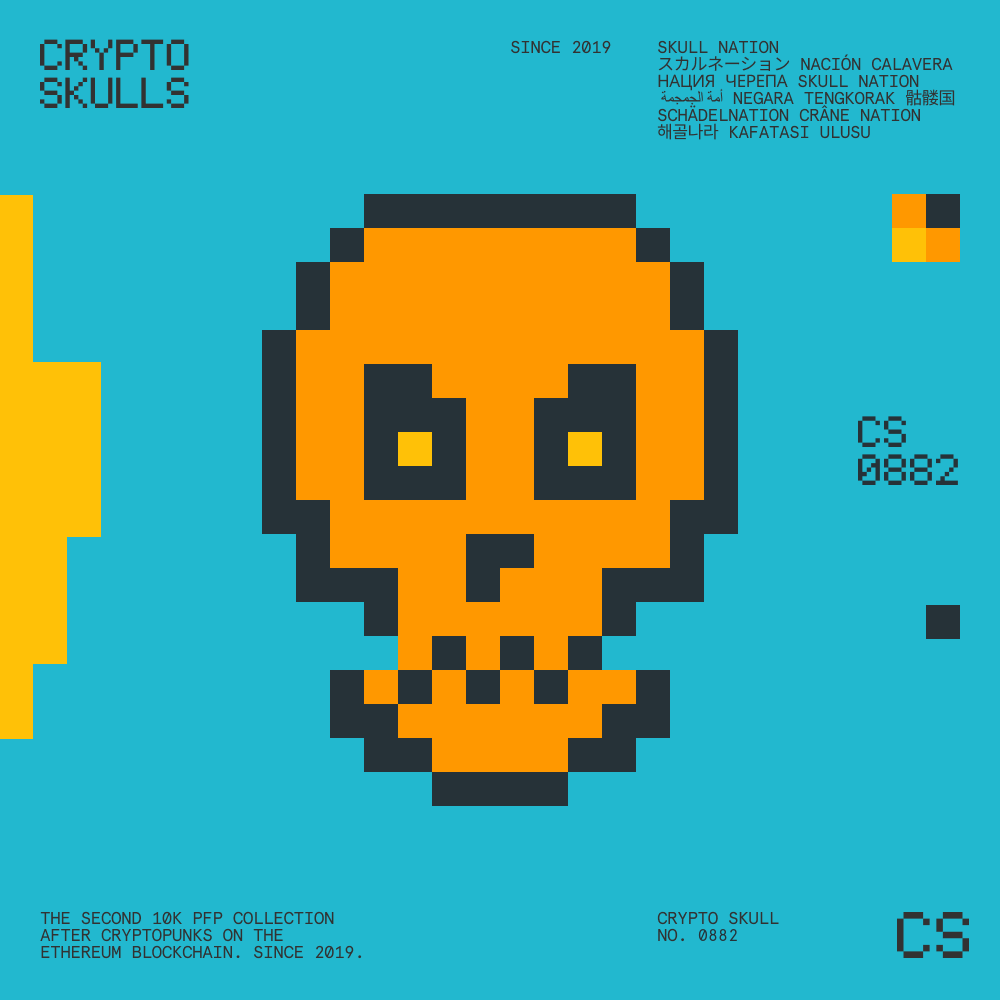 CRYPTO
SKULLS
SINCE 2019
SKULL NATION
スカルネーション NACIÓN CALAVERA
НАЦИЯ ЧЕРЕПА SKULL NATION
أمة الجمجمة NEGARA TENGKORAK 骷髅国
SCHÄDELNATION CRÂNE NATION
해골나라 KAFATASI ULUSU
CS
0882
THE SECOND 10K PFP COLLECTION
AFTER CRYPTOPUNKS ON THE
ETHEREUM BLOCKCHAIN. SINCE 2019.
CRYPTO SKULL
NO. 0882
CS